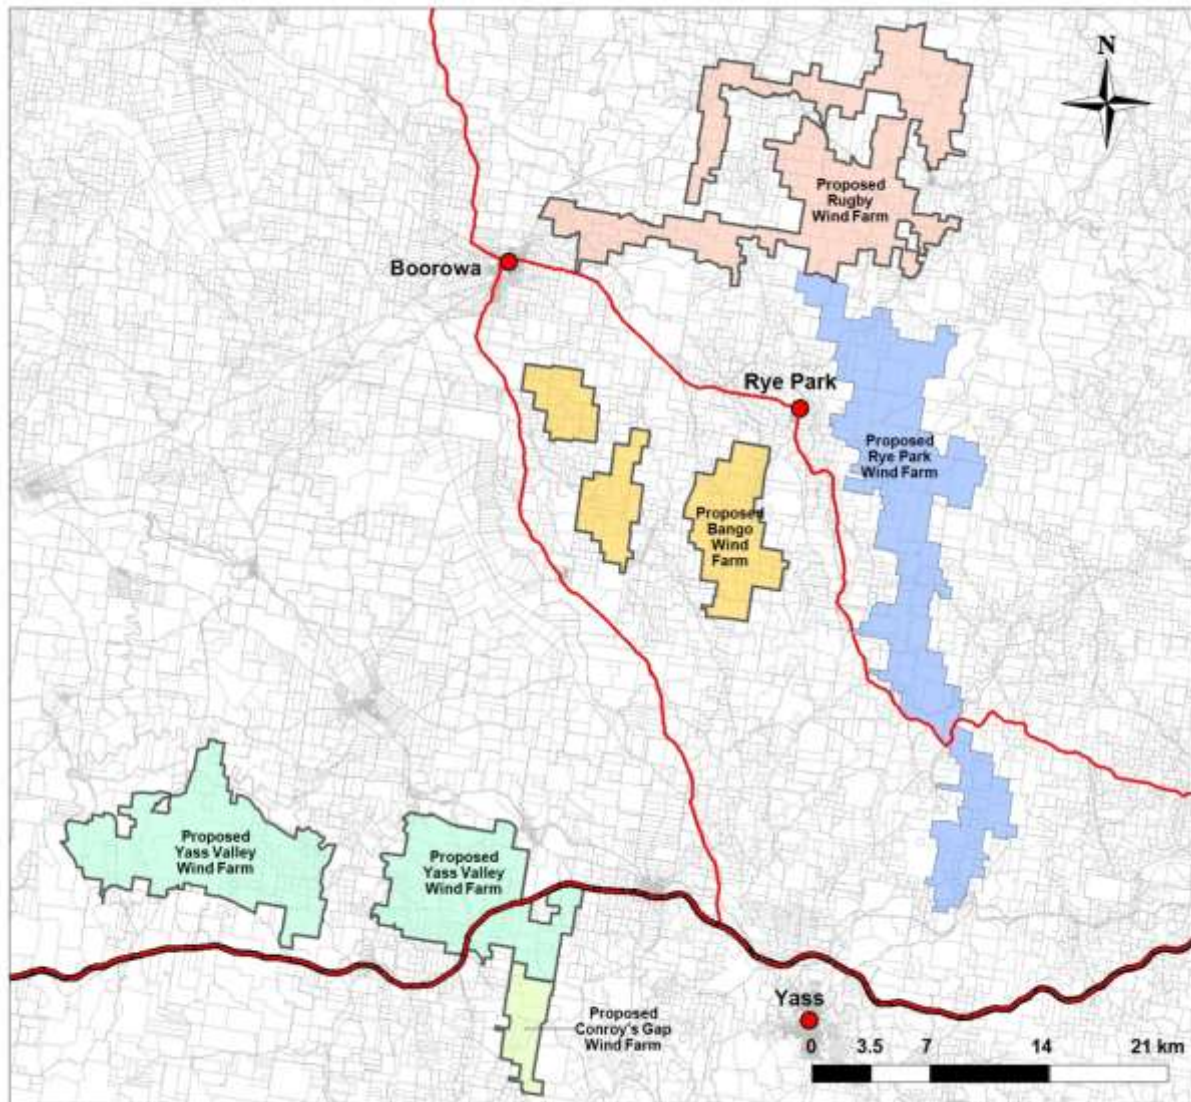 N
Proposed
Rugby
Wind Farm
Boorowa
Rye Park
Proposed
Rye Park
Wind Farm
Proposed
Bango
Wind
Farm
Proposed
Yass Valley
Wind Farm
Proposed
Yass Valley
Wind Farm
Yass
Proposed
Conroy's Gap
Wind Farm
0 3.5 7 14 21 km